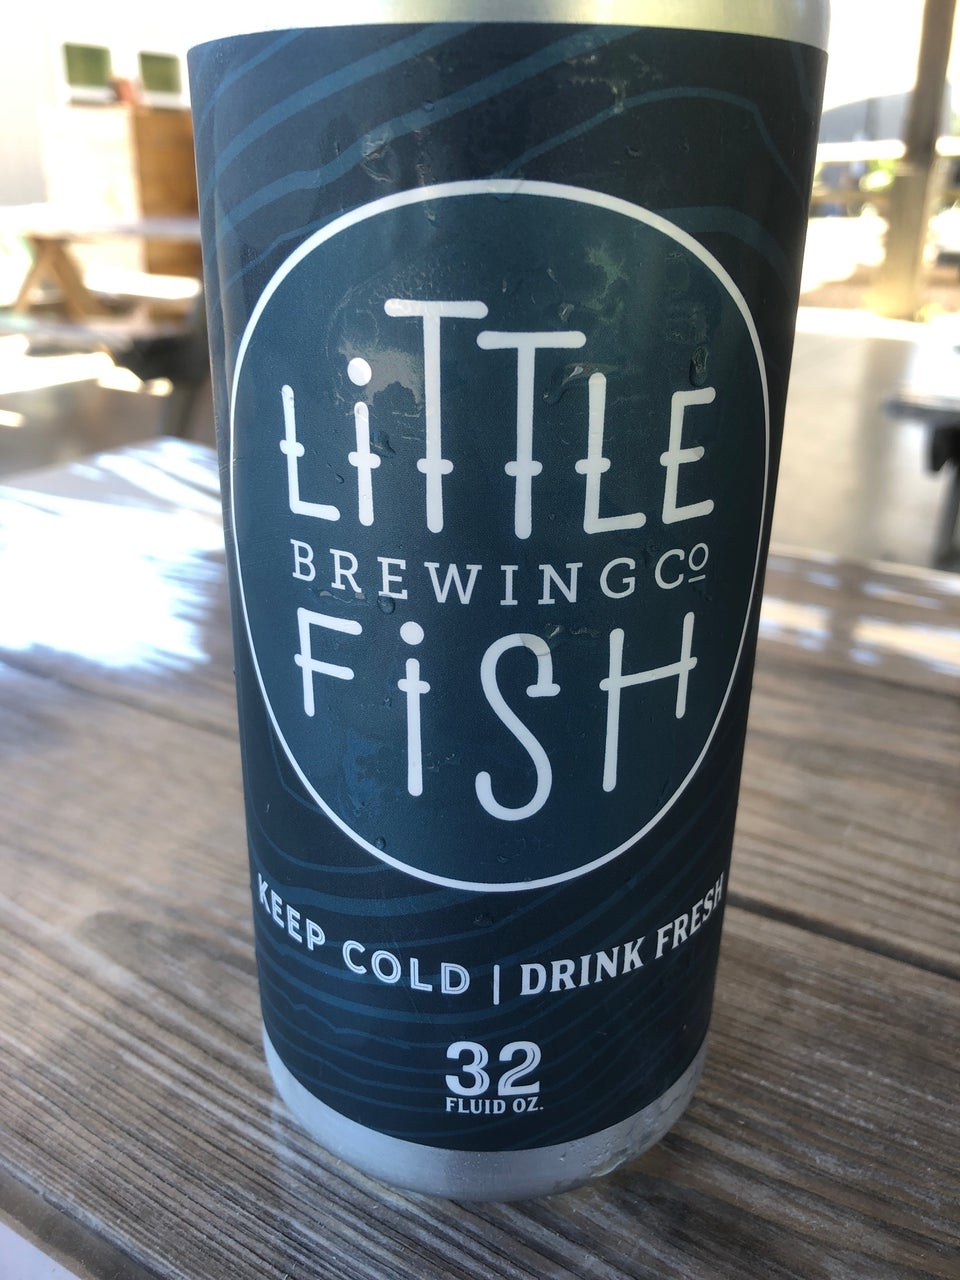 LiTTLE
BREWING Co
FiSH
KEEP COLD | DRINK FRESH
32
FLUID OZ.